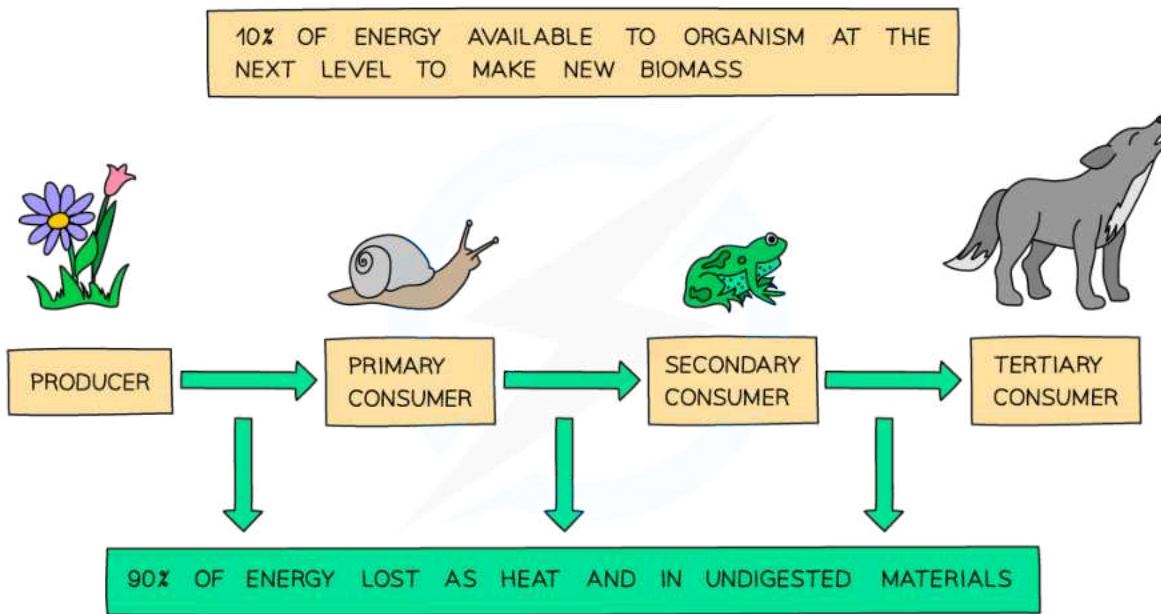 10% OF ENERGY AVAILABLE TO ORGANISM AT THE
NEXT LEVEL TO MAKE NEW BIOMASS
PRODUCER
PRIMARY
CONSUMER
SECONDARY
CONSUMER
TERTIARY
CONSUMER
90% OF ENERGY LOST AS HEAT AND IN UNDIGESTED MATERIALS